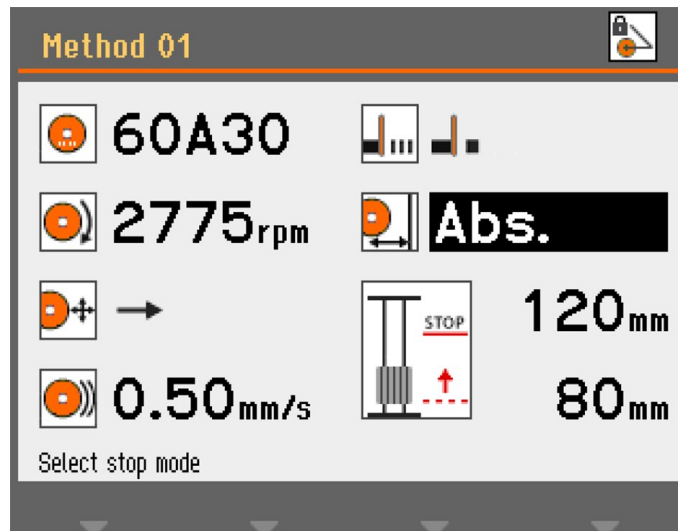 Method 01
60A30
2775rpm
Abs.
STOP
120mm
0.50mm/s
80mm
Select stop mode